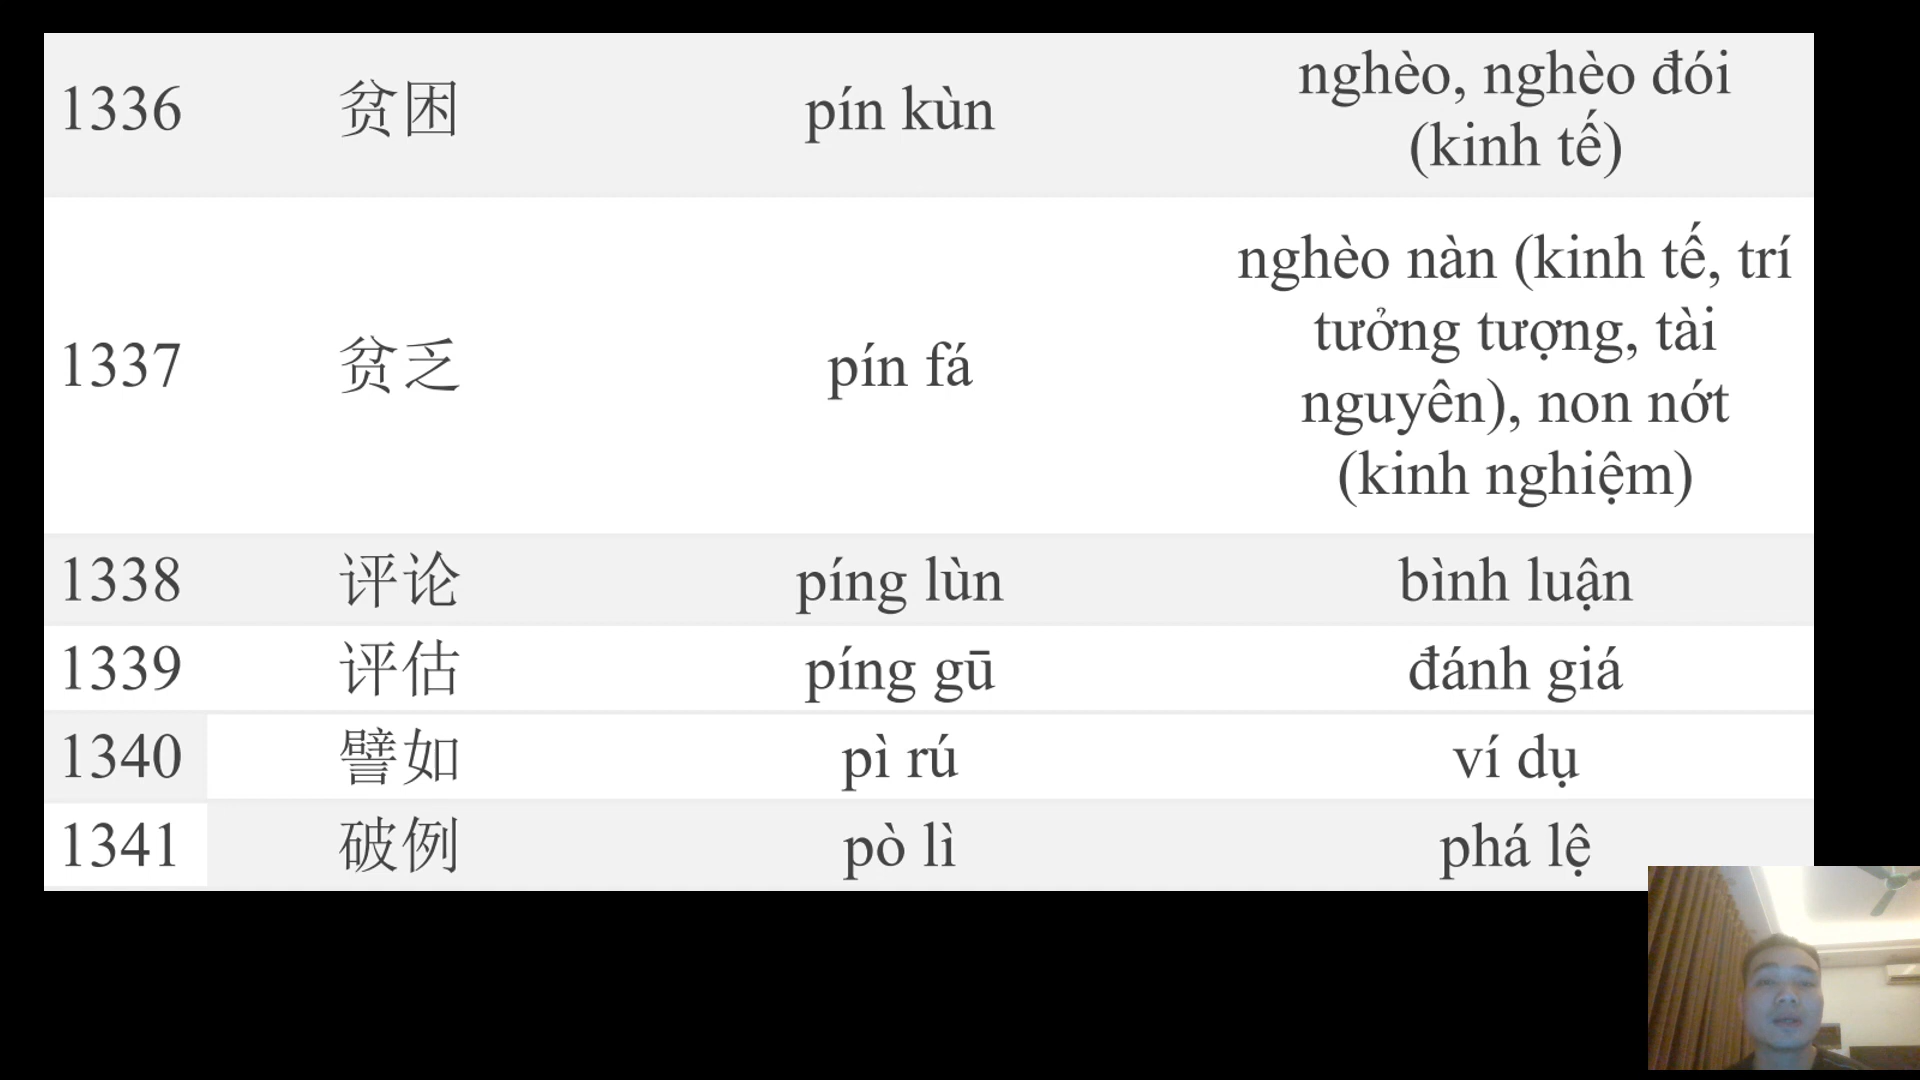 1336 贫困 pín kùn nghèo, nghèo đói
(kinh tế)
1337 贫乏 pín fá nghèo nàn (kinh tế, trí
tưởng tượng, tài
nguyên), non nớt
(kinh nghiệm)
1338 评论 píng lùn bình luận
1339 评估 píng gū đánh giá
1340 譬如 pì rú ví dụ
1341 破例 pò lì phá lệ